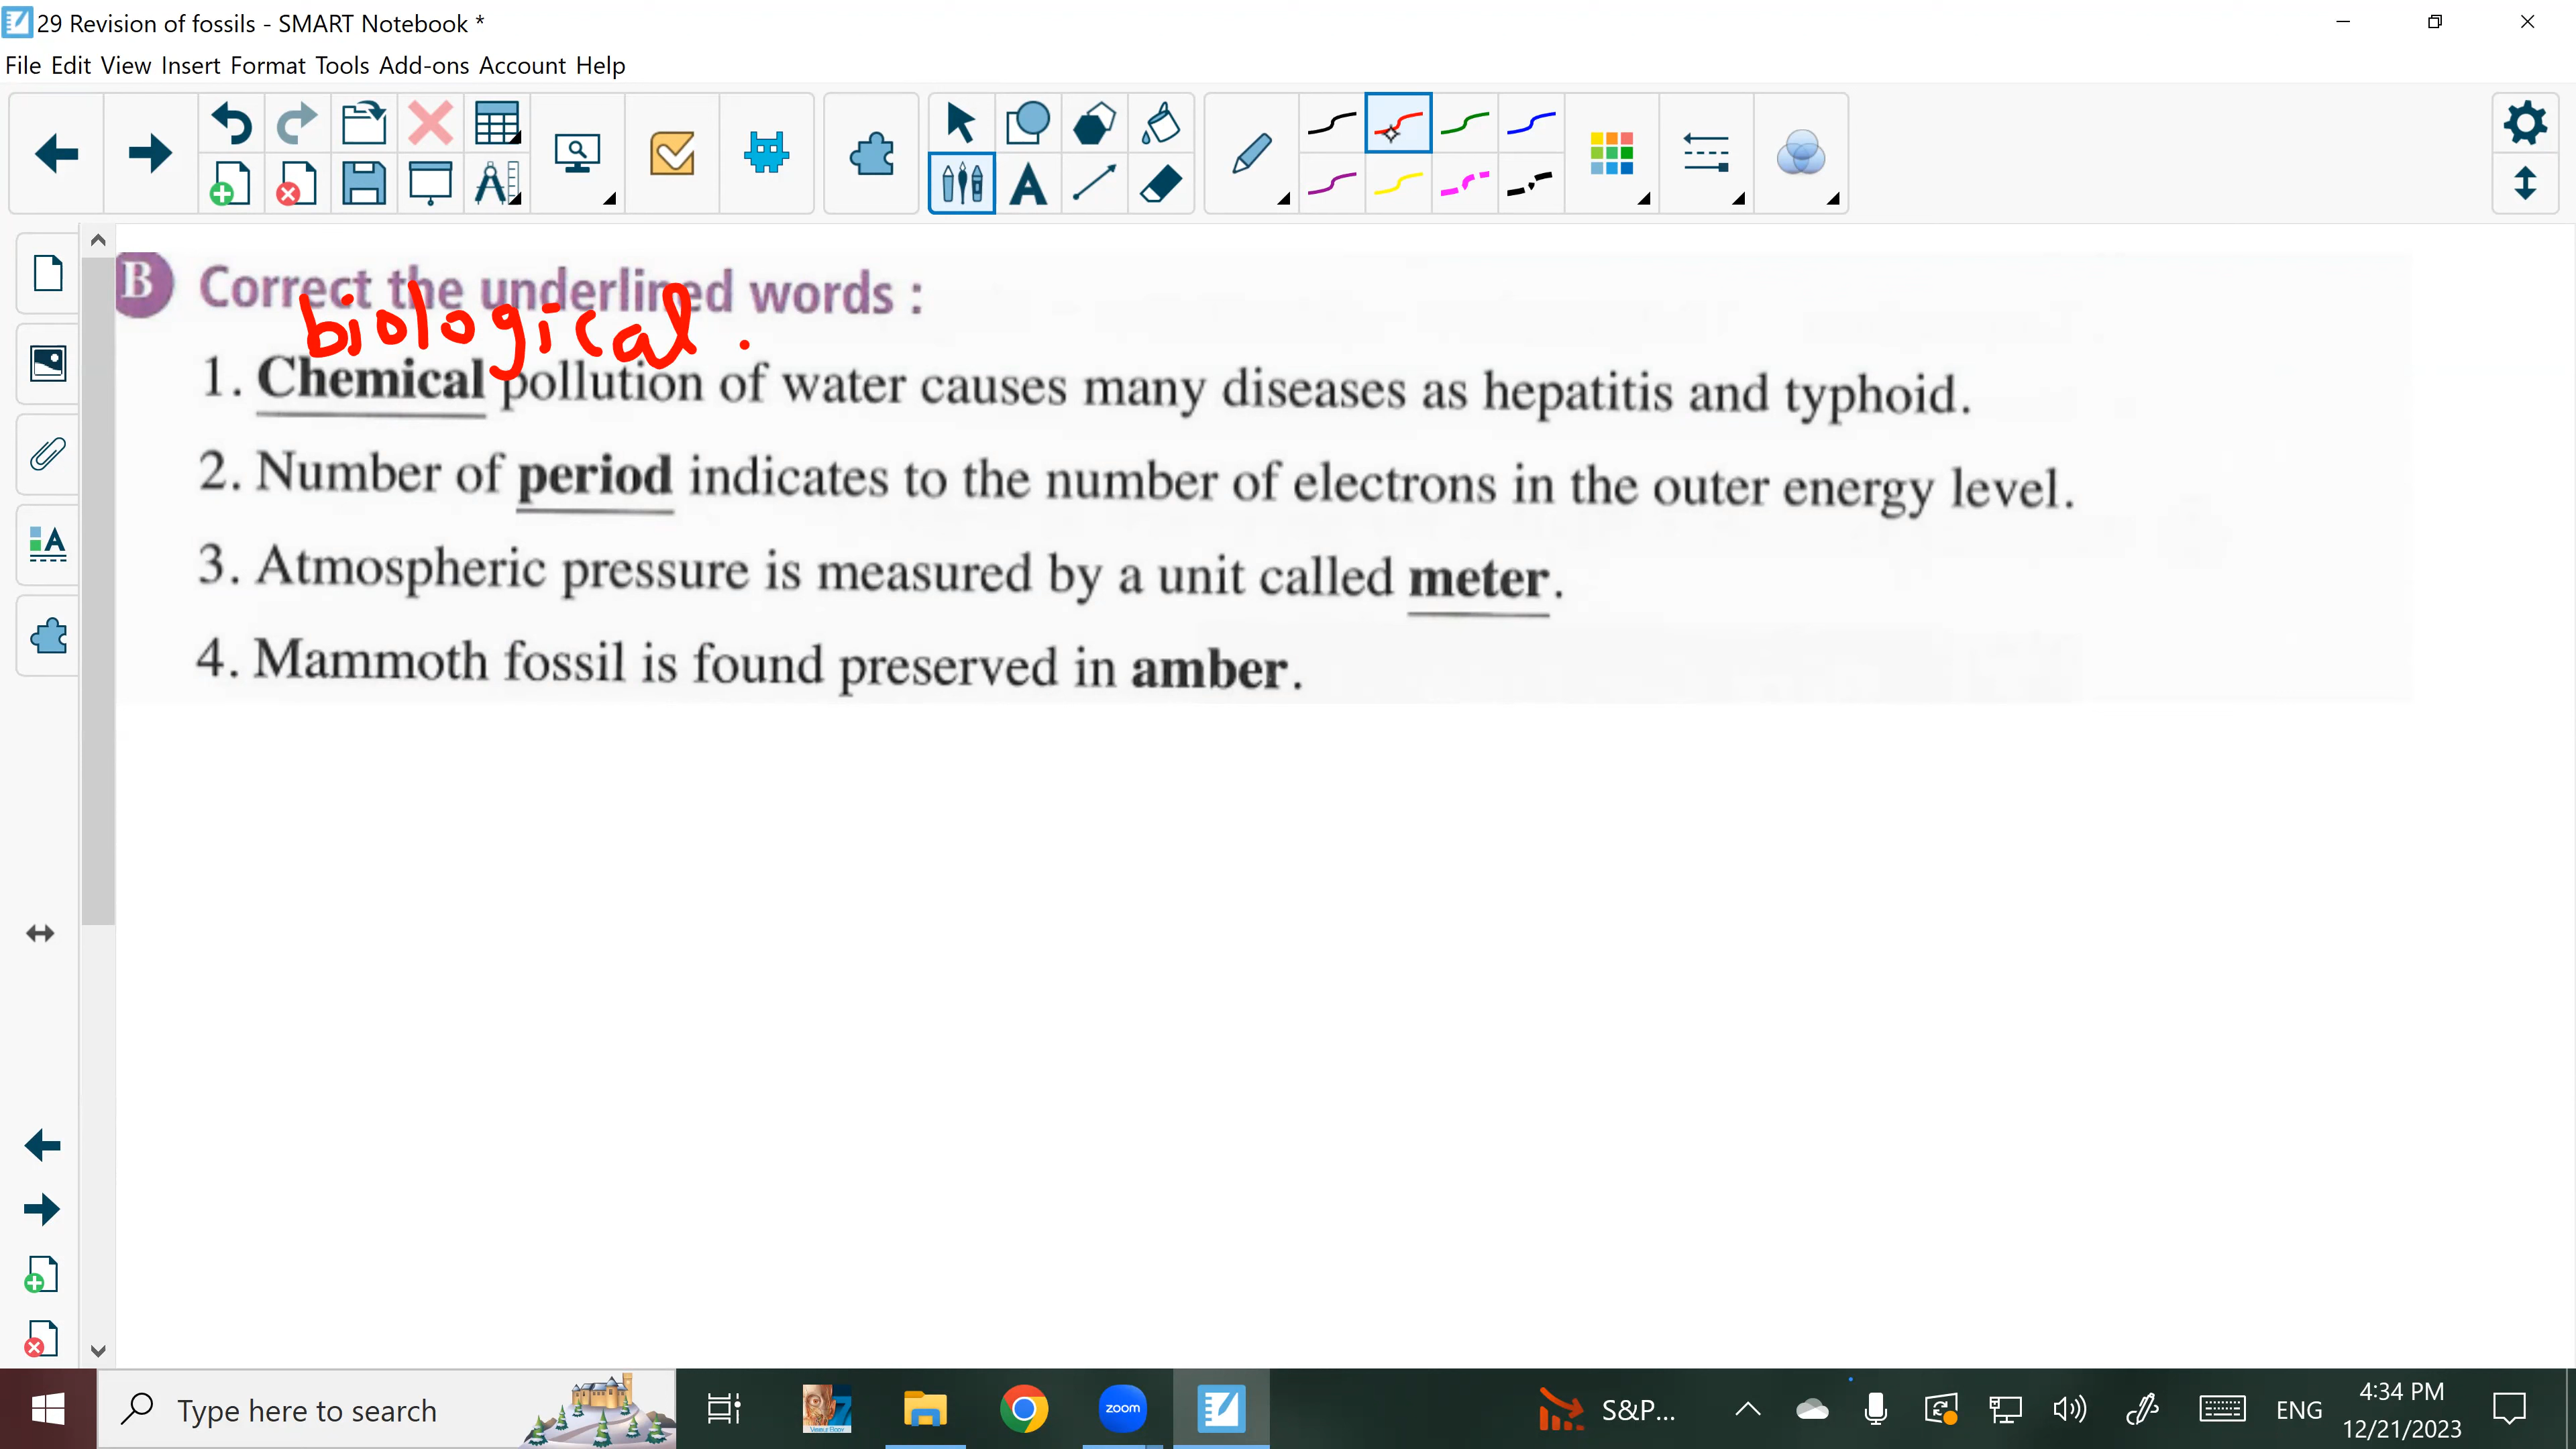 29 Revision of fossils - SMART Notebook *
File Edit View Insert Format Tools Add-ons Account Help
B Correct the underlined words :
biological .
1. Chemical pollution of water causes many diseases as hepatitis and typhoid.
2. Number of period indicates to the number of electrons in the outer energy level.
3. Atmospheric pressure is measured by a unit called meter.
4. Mammoth fossil is found preserved in amber.
Type here to search
zoom
S&P...
ENG
4:34 PM
12/21/2023